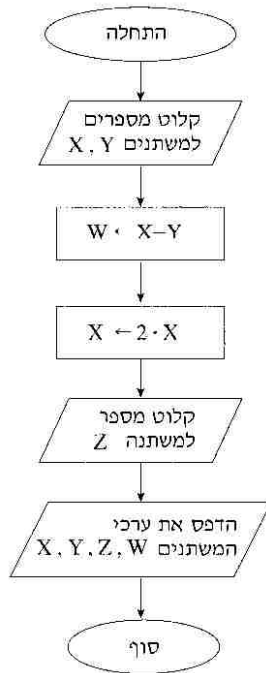 התחלה
קלוט מספרים
למשתנים X , Y
W ← X–Y
X ← 2 · X
קלוט מספר
למשתנה Z
הדפס את ערכי
המשתנים X , Y , Z , W
סוף